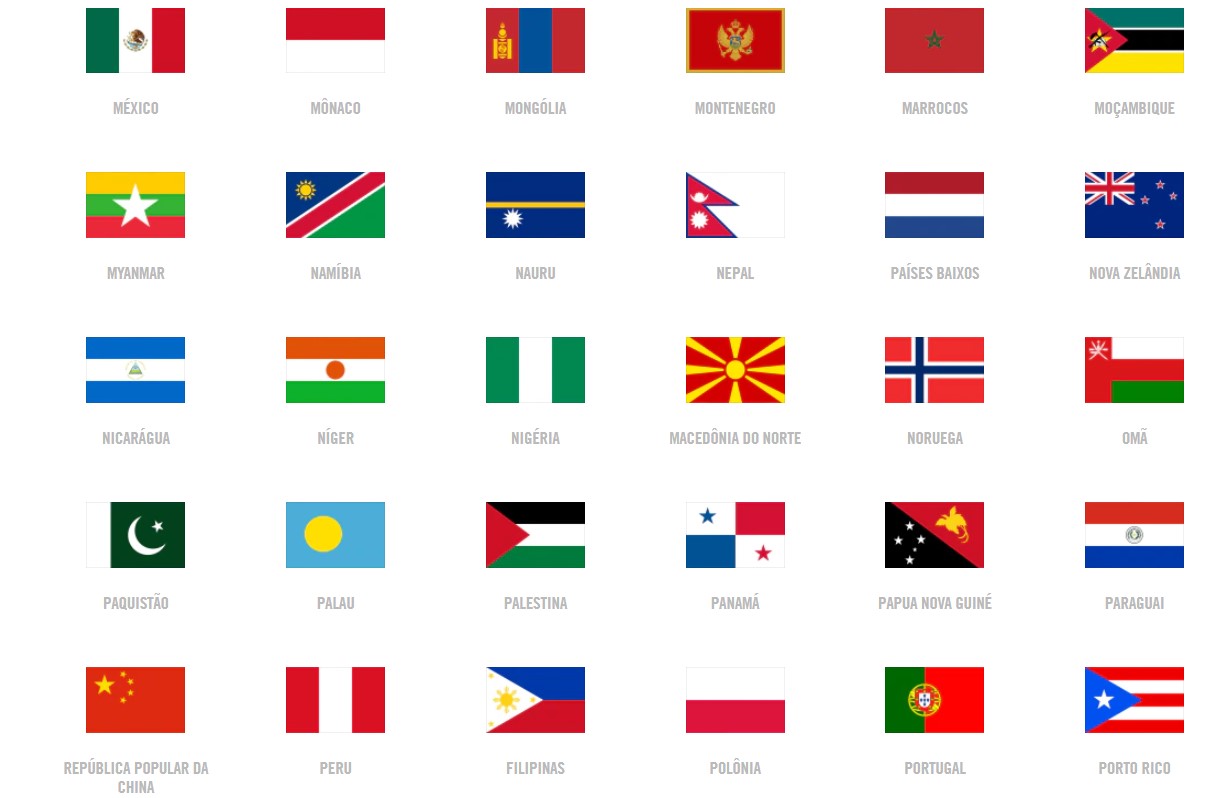 MÉXICO
MÔNACO
MONGÓLIA
MONTENEGRO
MARROCOS
MOÇAMBIQUE
MYANMAR
NAMÍBIA
NAURU
NEPAL
PAÍSES BAIXOS
NOVA ZELÂNDIA
NICARÁGUA
NÍGER
NIGÉRIA
MACEDÔNIA DO NORTE
NORUEGA
OMÃ
PAQUISTÃO
PALAU
PALESTINA
PANAMÁ
PAPUA NOVA GUINÉ
PARAGUAI
REPÚBLICA POPULAR DA
CHINA
PERU
FILIPINAS
POLÔNIA
PORTUGAL
PORTO RICO